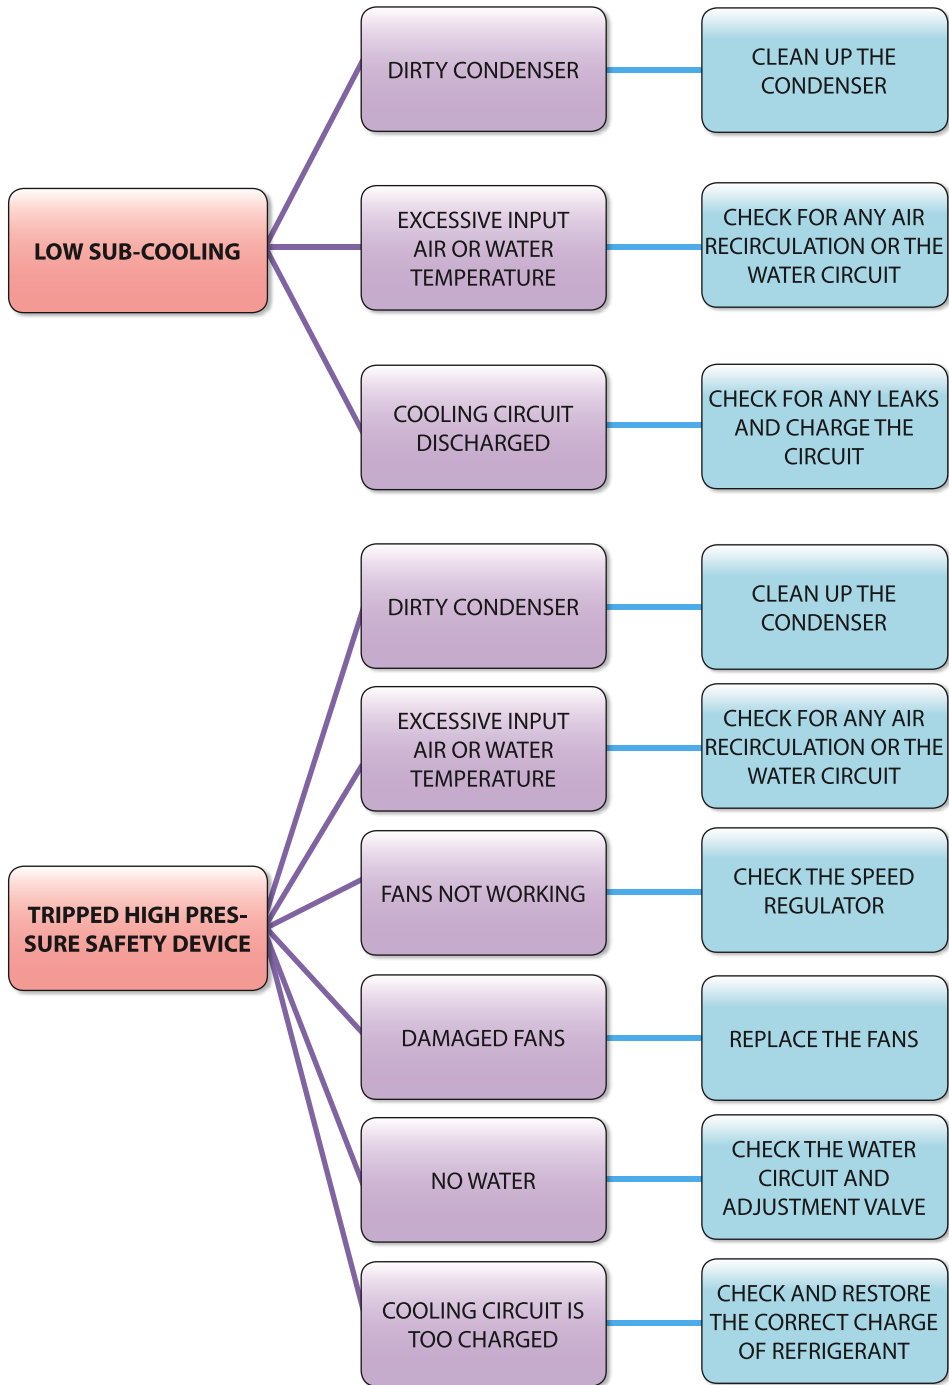 DIRTY CONDENSER
CLEAN UP THE
CONDENSER
LOW SUB-COOLING
EXCESSIVE INPUT
AIR OR WATER
TEMPERATURE
CHECK FOR ANY AIR
RECIRCULATION OR THE
WATER CIRCUIT
COOLING CIRCUIT
DISCHARGED
CHECK FOR ANY LEAKS
AND CHARGE THE
CIRCUIT
DIRTY CONDENSER
CLEAN UP THE
CONDENSER
EXCESSIVE INPUT
AIR OR WATER
TEMPERATURE
CHECK FOR ANY AIR
RECIRCULATION OR THE
WATER CIRCUIT
TRIPPED HIGH PRES-
SURE SAFETY DEVICE
FANS NOT WORKING
CHECK THE SPEED
REGULATOR
DAMAGED FANS
REPLACE THE FANS
NO WATER
CHECK THE WATER
CIRCUIT AND
ADJUSTMENT VALVE
COOLING CIRCUIT IS
TOO CHARGED
CHECK AND RESTORE
THE CORRECT CHARGE
OF REFRIGERANT